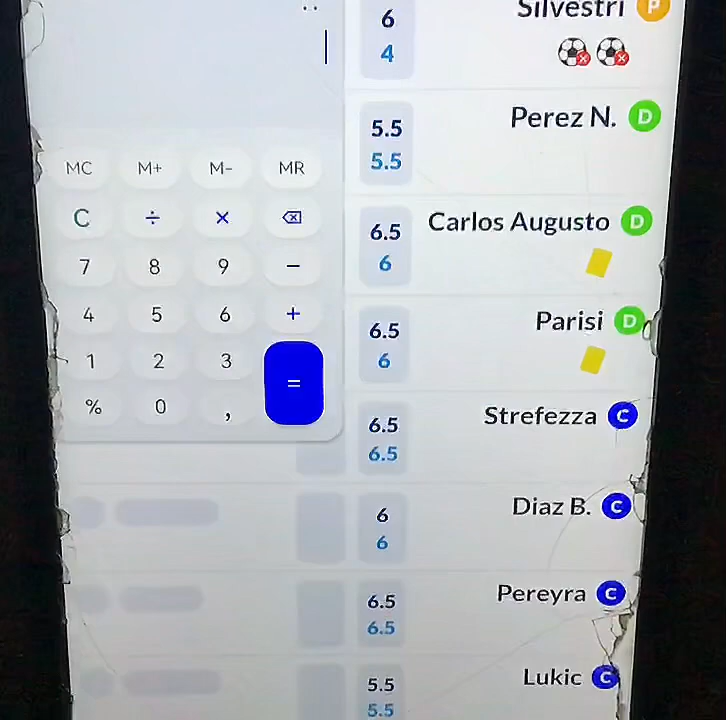 MC M+ M- MR
C ÷ × ⌫
7 8 9 −
4 5 6 +
1 2 3 =
% 0 ,
6 Silvestri P
4
5.5 Perez N. D
5.5
6.5 Carlos Augusto D
6
6.5 Parisi D
6
6.5 Strefezza C
6.5
6 Diaz B. C
6
6.5 Pereyra C
6.5
5.5 Lukic C
5.5